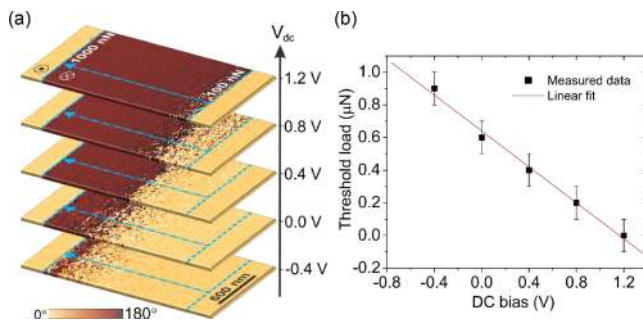 (a)
V_dc
1000 nN
100 nN
1.2 V
0.8 V
0.4 V
0.0 V
-0.4 V
600 nm
0°
180°
(b)
Threshold load (μN)
1.0
0.8
0.6
0.4
0.2
0.0
-0.2
-0.8
-0.4
0.0
0.4
0.8
1.2
DC bias (V)
Measured data
Linear fit